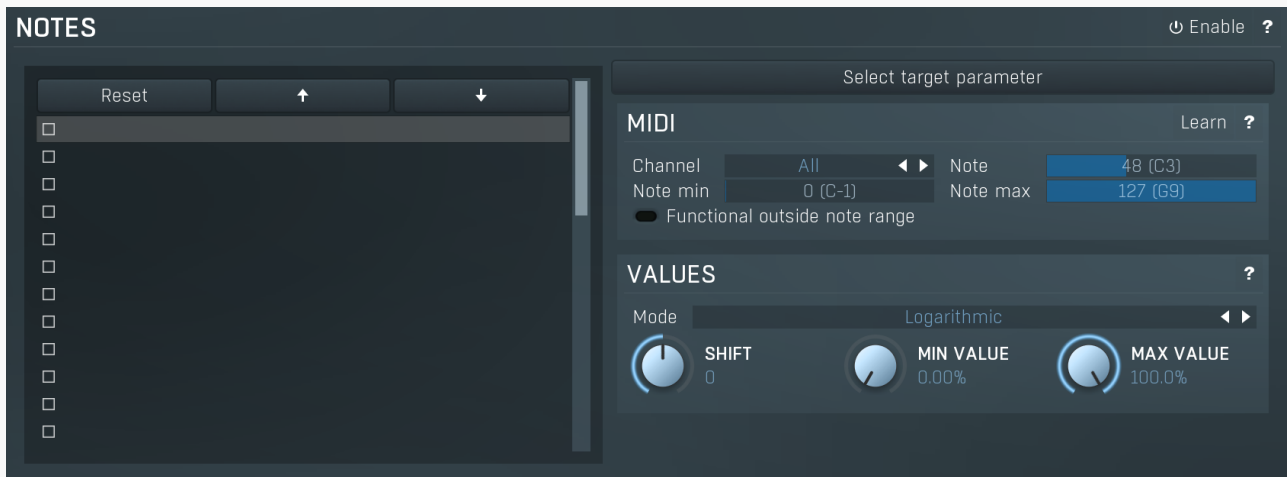 NOTES
Enable ?
Reset
Select target parameter
MIDI
Learn ?
Channel All Note 48 (C3)
Note min 0 (C-1) Note max 127 (G9)
Functional outside note range
VALUES ?
Mode Logarithmic
SHIFT MIN VALUE MAX VALUE
0 0.00% 100.0%